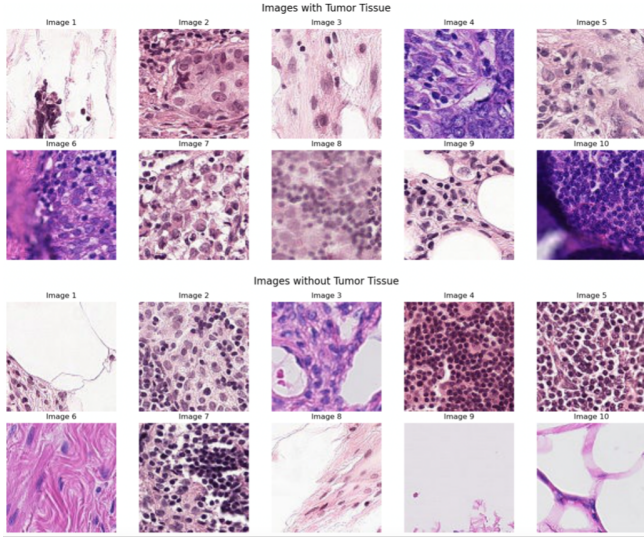 Images with Tumor Tissue
Image 1 Image 2 Image 3 Image 4 Image 5
Image 6 Image 7 Image 8 Image 9 Image 10
Images without Tumor Tissue
Image 1 Image 2 Image 3 Image 4 Image 5
Image 6 Image 7 Image 8 Image 9 Image 10